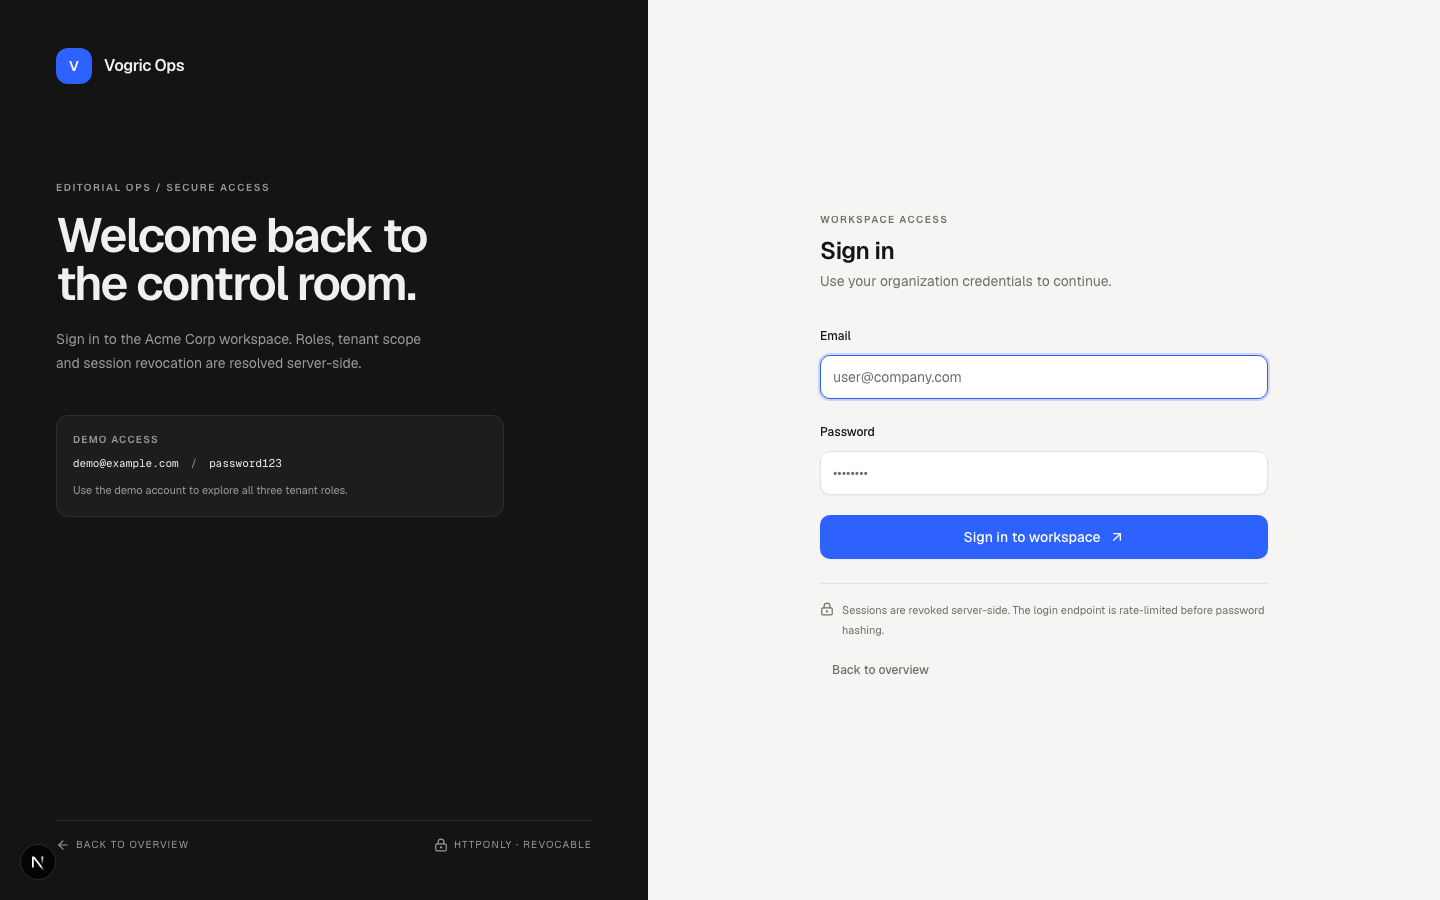 V
Vogric Ops
EDITORIAL OPS / SECURE ACCESS
Welcome back to
the control room.
Sign in to the Acme Corp workspace. Roles, tenant scope
and session revocation are resolved server-side.
DEMO ACCESS
demo@example.com / password123
Use the demo account to explore all three tenant roles.
BACK TO OVERVIEW
HTTPONLY · REVOCABLE
N
WORKSPACE ACCESS
Sign in
Use your organization credentials to continue.
Email
user@company.com
Password
••••••••
Sign in to workspace
Sessions are revoked server-side. The login endpoint is rate-limited before password
hashing.
Back to overview